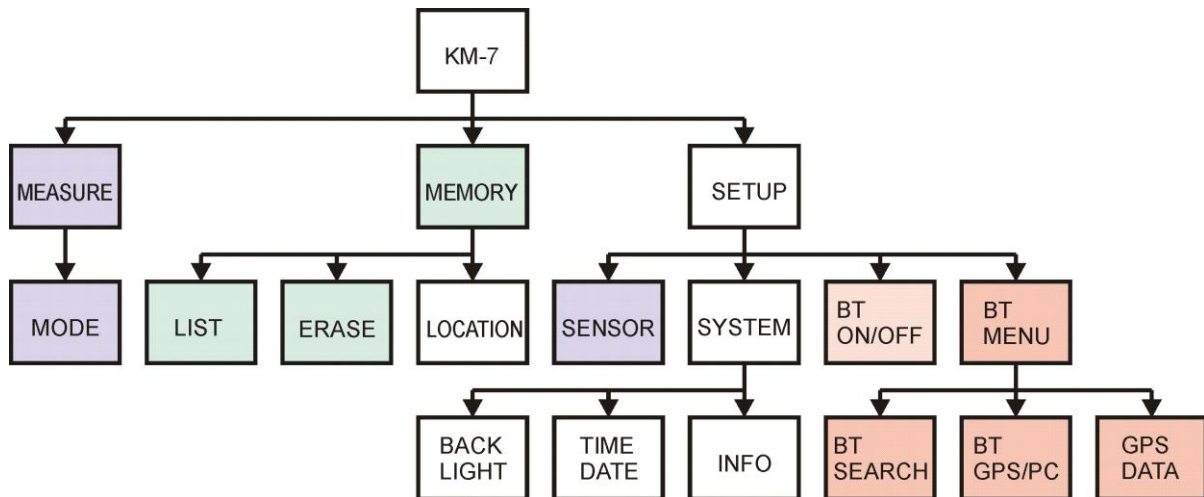 KM-7
MEASURE
MEMORY
SETUP
MODE
LIST
ERASE
LOCATION
SENSOR
SYSTEM
BT
ON/OFF
BT
MENU
BACK
LIGHT
TIME
DATE
INFO
BT
SEARCH
BT
GPS/PC
GPS
DATA